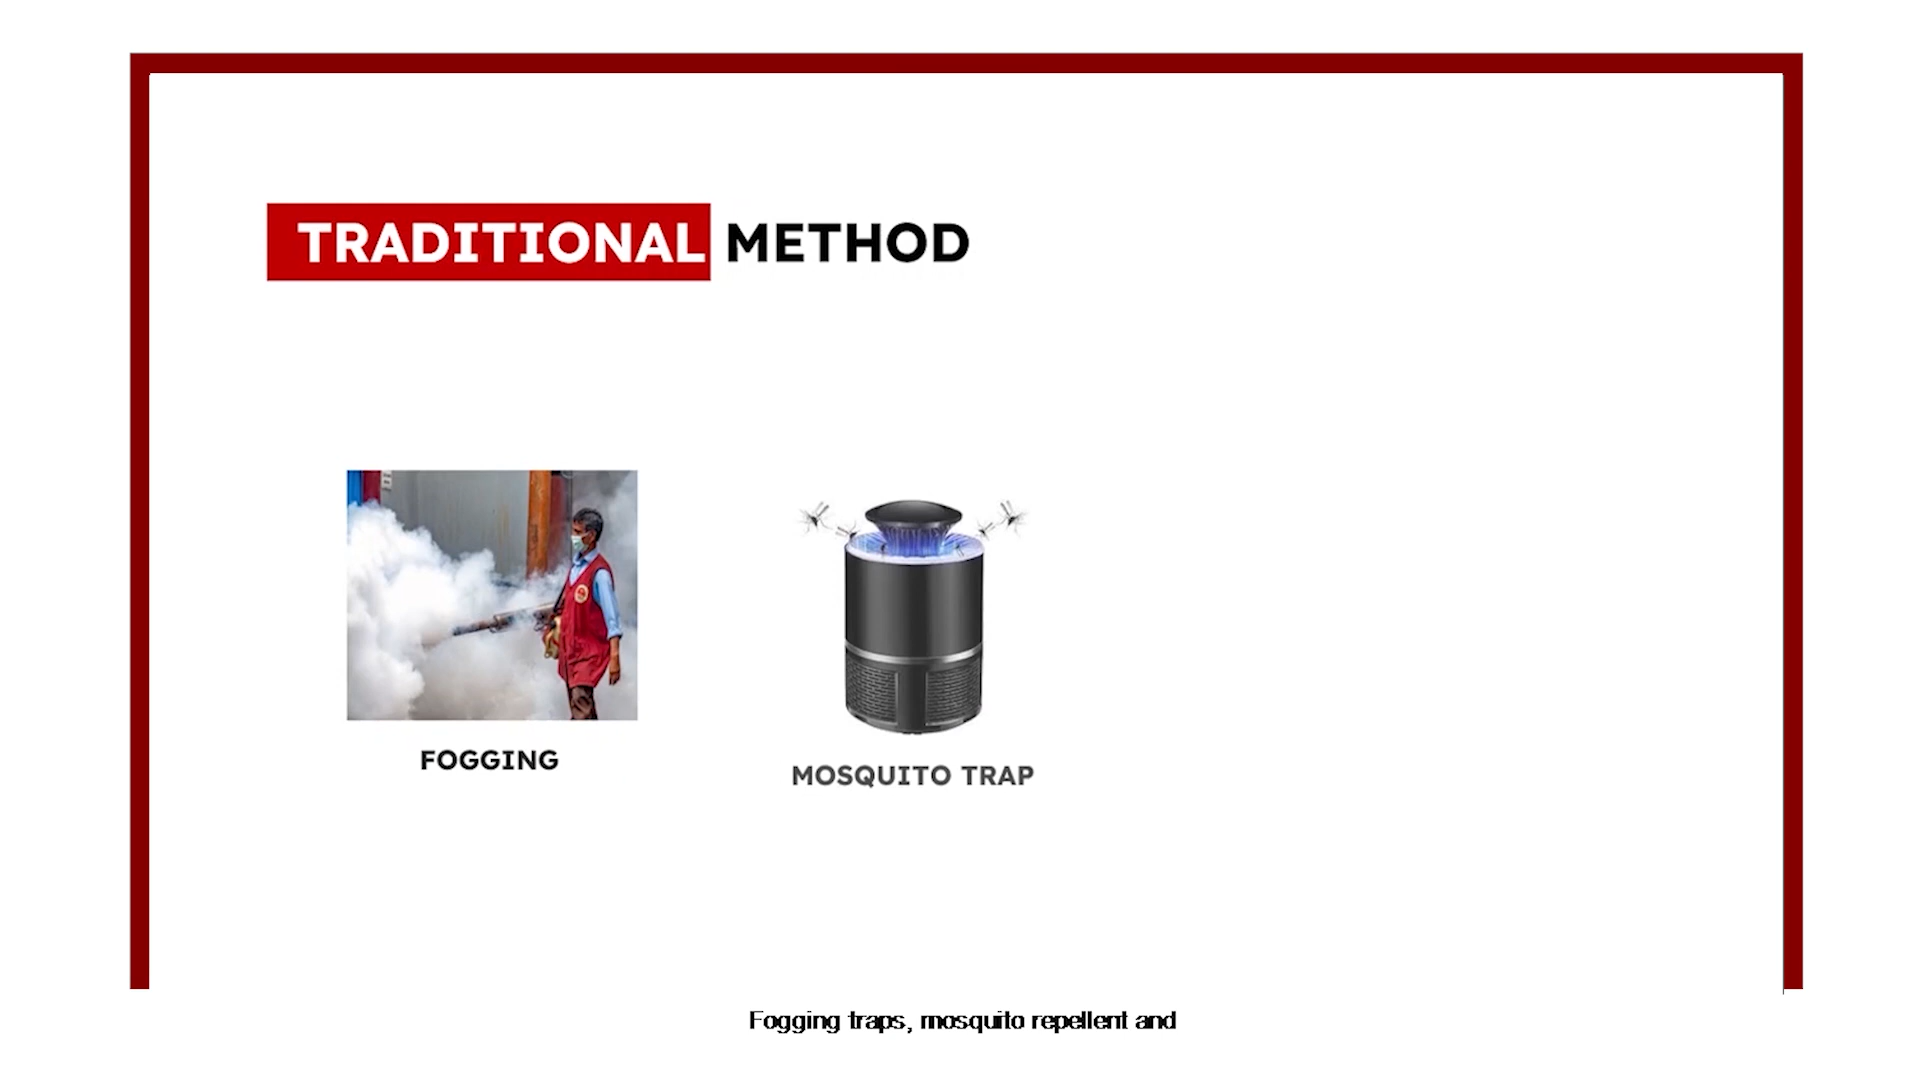 TRADITIONAL METHOD
FOGGING
MOSQUITO TRAP
Fogging traps, mosquito repellent and